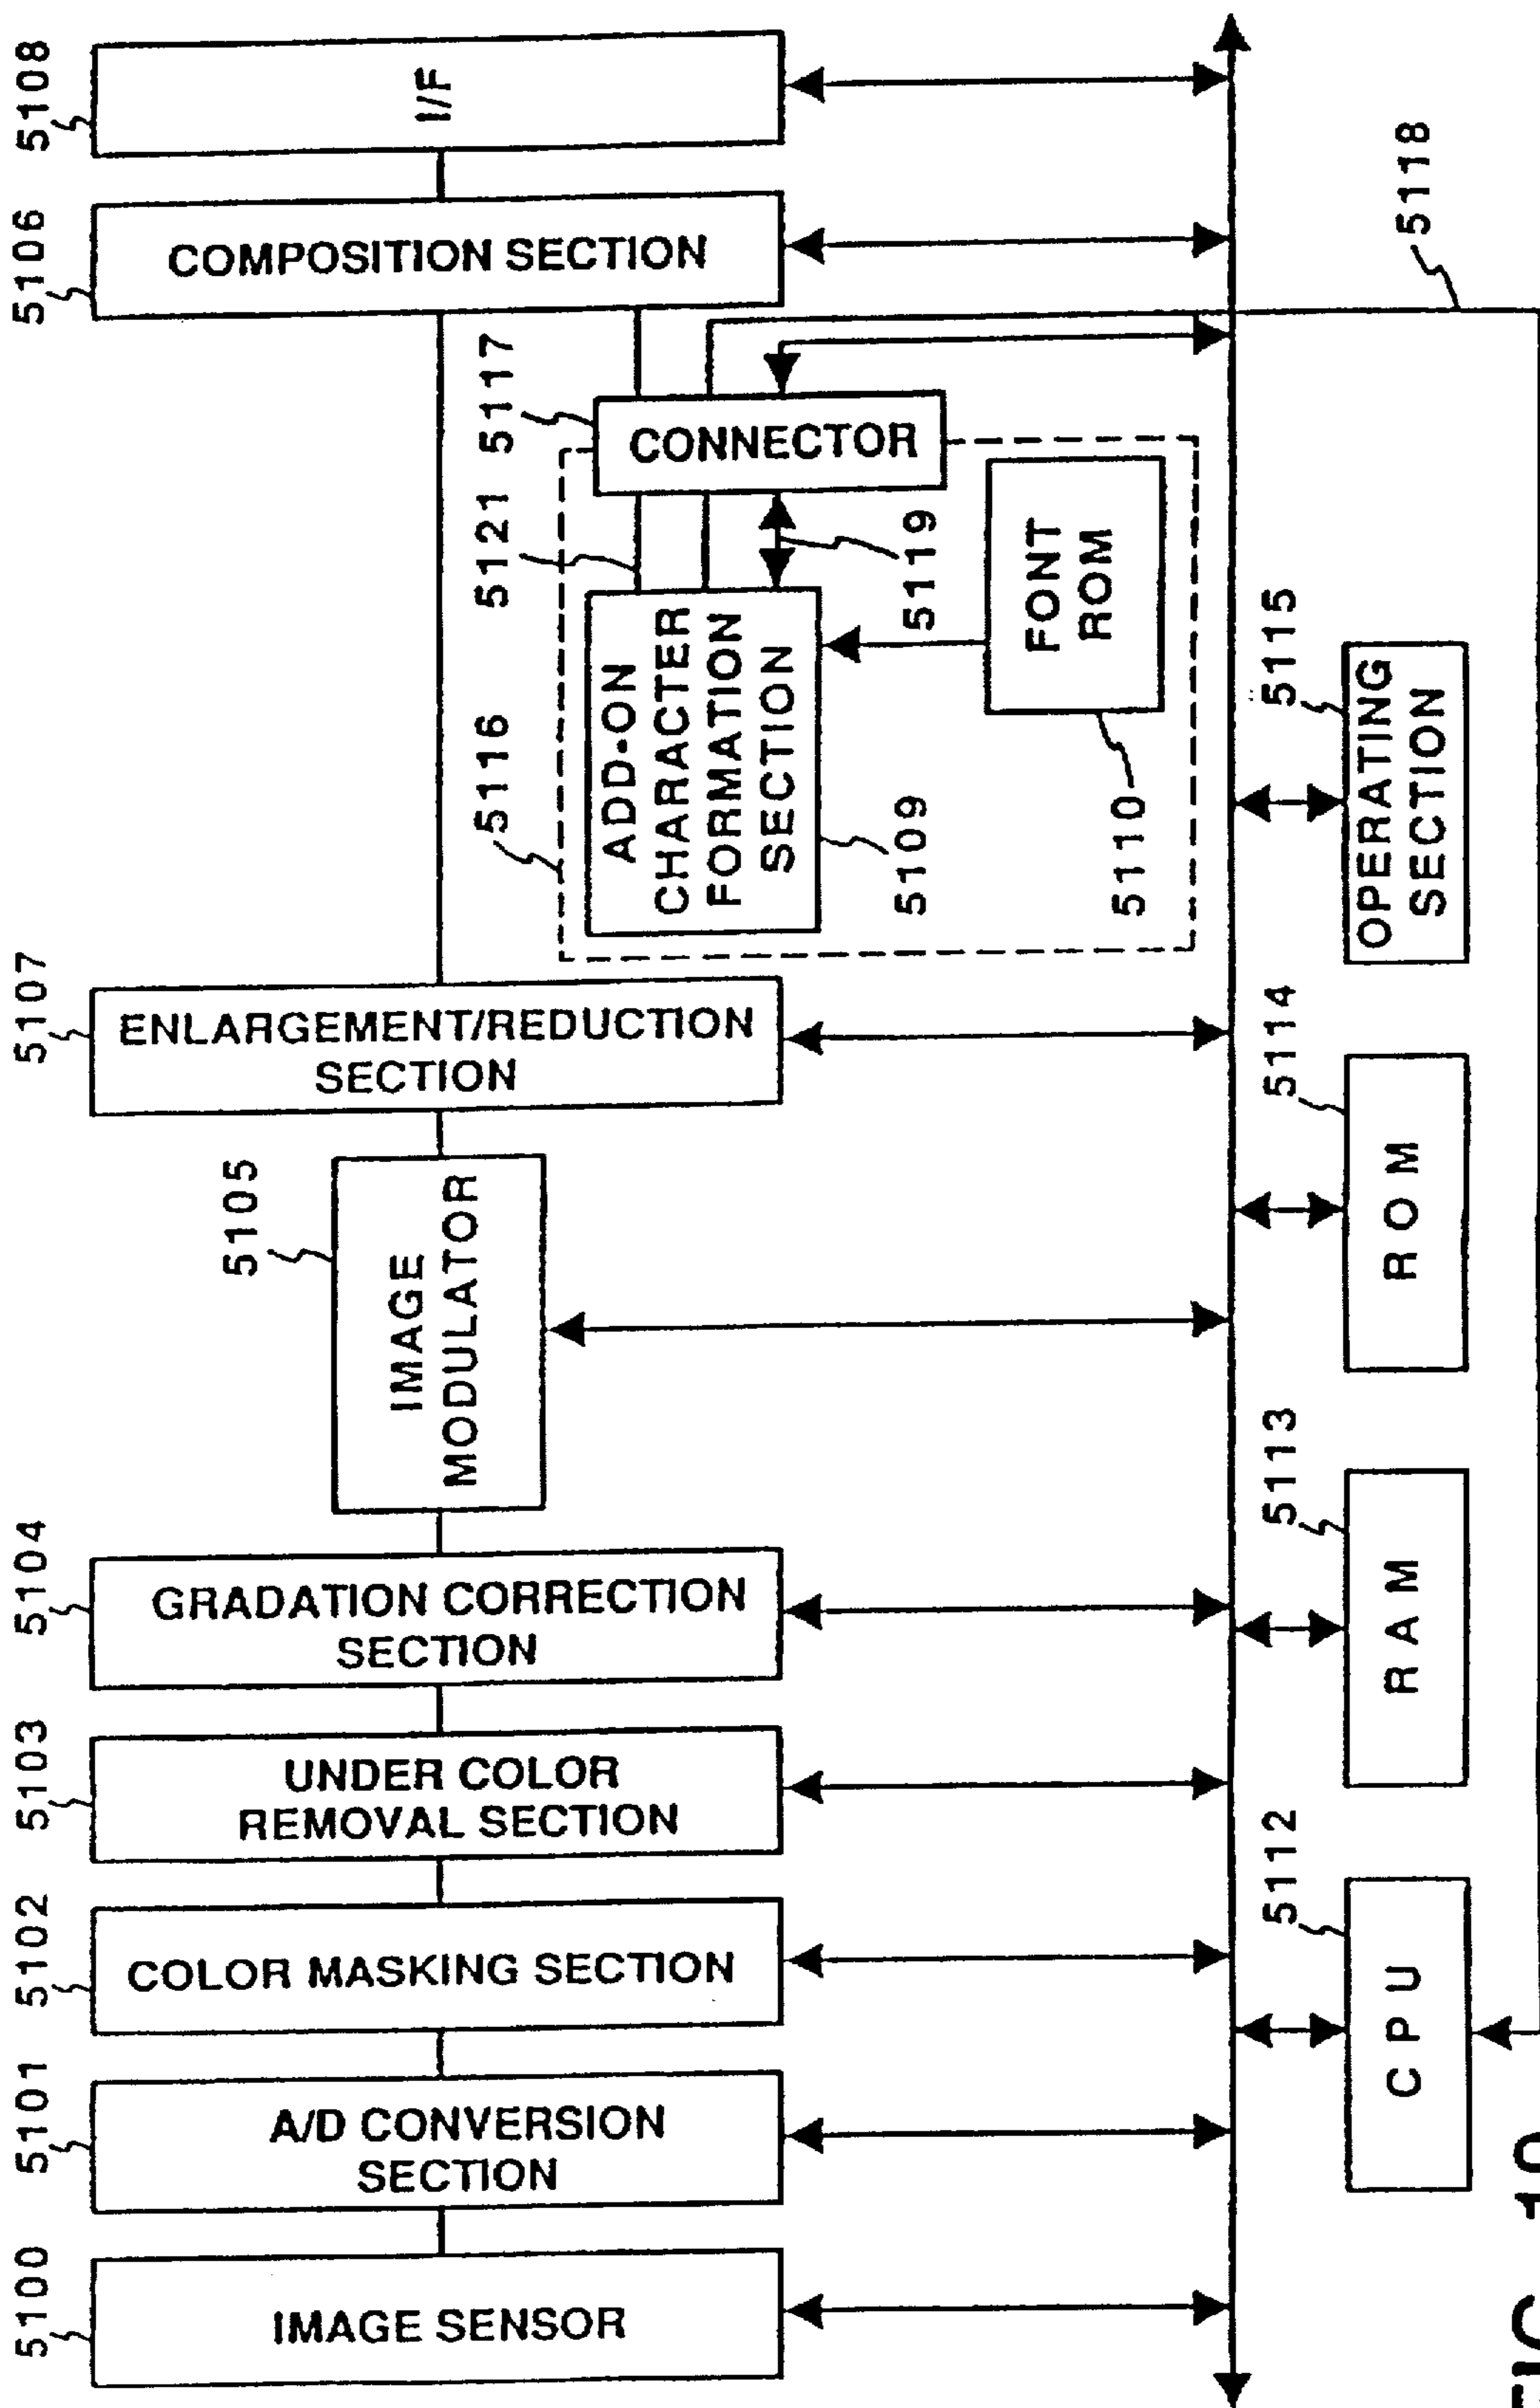 5100
IMAGE SENSOR
5101
A/D CONVERSION
SECTION
5102
COLOR MASKING SECTION
5103
UNDER COLOR
REMOVAL SECTION
5104
GRADATION CORRECTION
SECTION
5105
IMAGE
MODULATOR
5107
ENLARGEMENT/REDUCTION
SECTION
5116
5121
5117
ADD-ON
CHARACTER
FORMATION
SECTION
CONNECTOR
5109
5119
5110
FONT
ROM
5106
COMPOSITION SECTION
5108
I/F
5112
CPU
5113
RAM
5114
ROM
5115
OPERATING
SECTION
5118